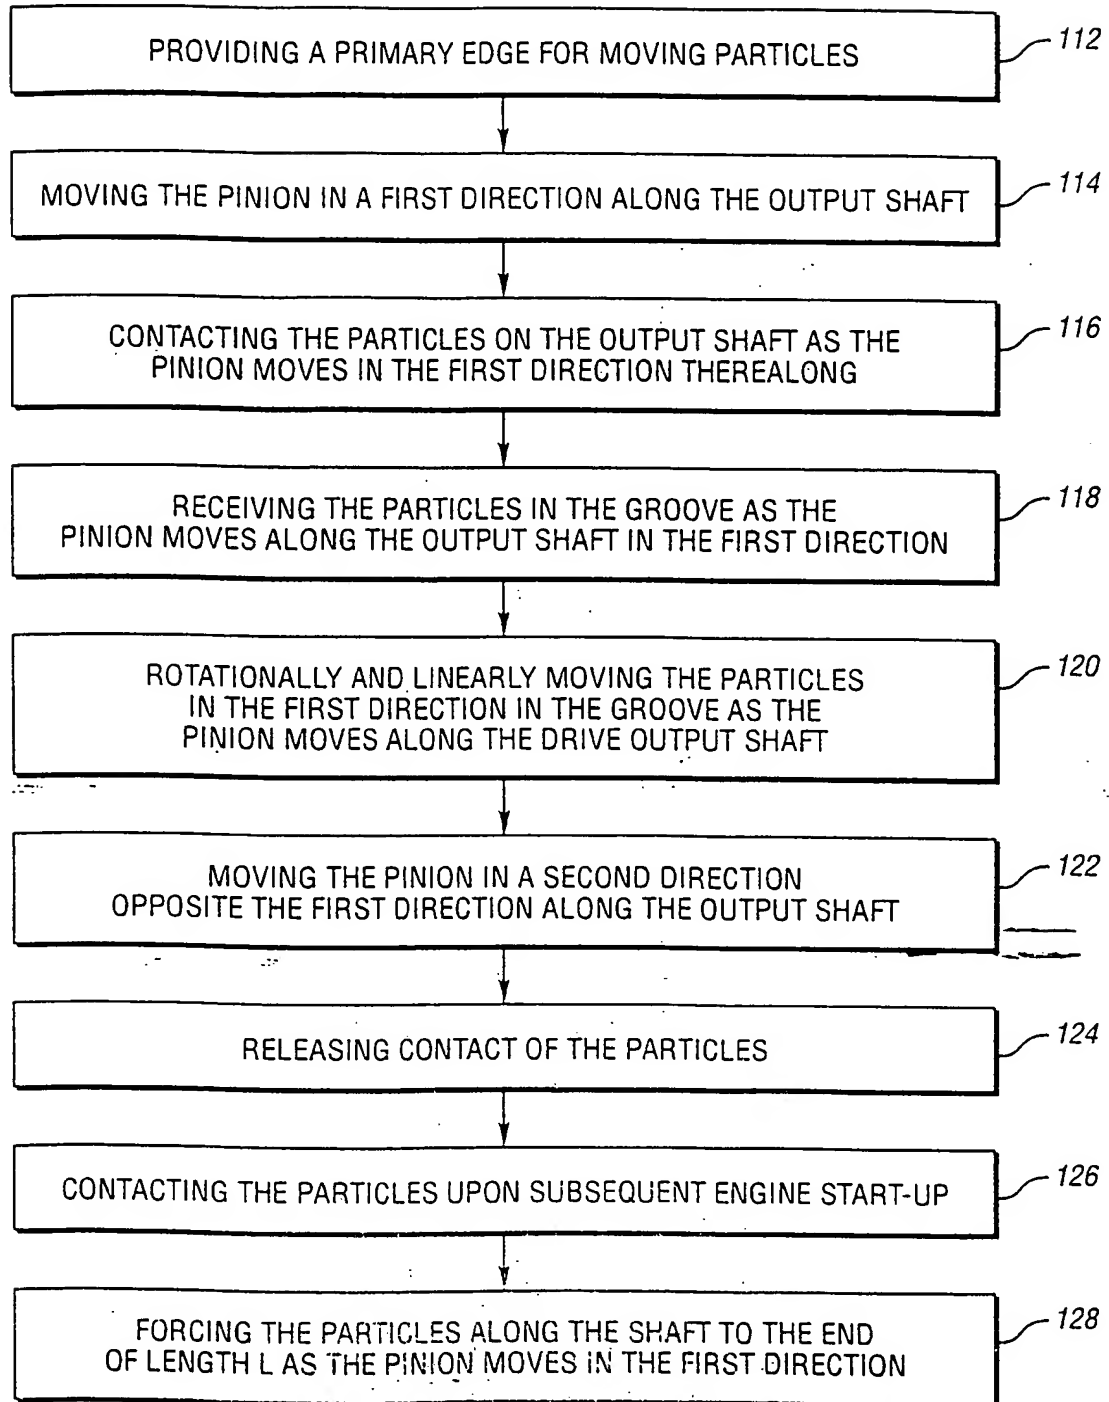 PROVIDING A PRIMARY EDGE FOR MOVING PARTICLES
112
MOVING THE PINION IN A FIRST DIRECTION ALONG THE OUTPUT SHAFT
114
CONTACTING THE PARTICLES ON THE OUTPUT SHAFT AS THE
PINION MOVES IN THE FIRST DIRECTION THEREALONG
116
RECEIVING THE PARTICLES IN THE GROOVE AS THE
PINION MOVES ALONG THE OUTPUT SHAFT IN THE FIRST DIRECTION
118
ROTATIONALLY AND LINEARLY MOVING THE PARTICLES
IN THE FIRST DIRECTION IN THE GROOVE AS THE
PINION MOVES ALONG THE DRIVE OUTPUT SHAFT
120
MOVING THE PINION IN A SECOND DIRECTION
OPPOSITE THE FIRST DIRECTION ALONG THE OUTPUT SHAFT
122
RELEASING CONTACT OF THE PARTICLES
124
CONTACTING THE PARTICLES UPON SUBSEQUENT ENGINE START-UP
126
FORCING THE PARTICLES ALONG THE SHAFT TO THE END
OF LENGTH L AS THE PINION MOVES IN THE FIRST DIRECTION
128